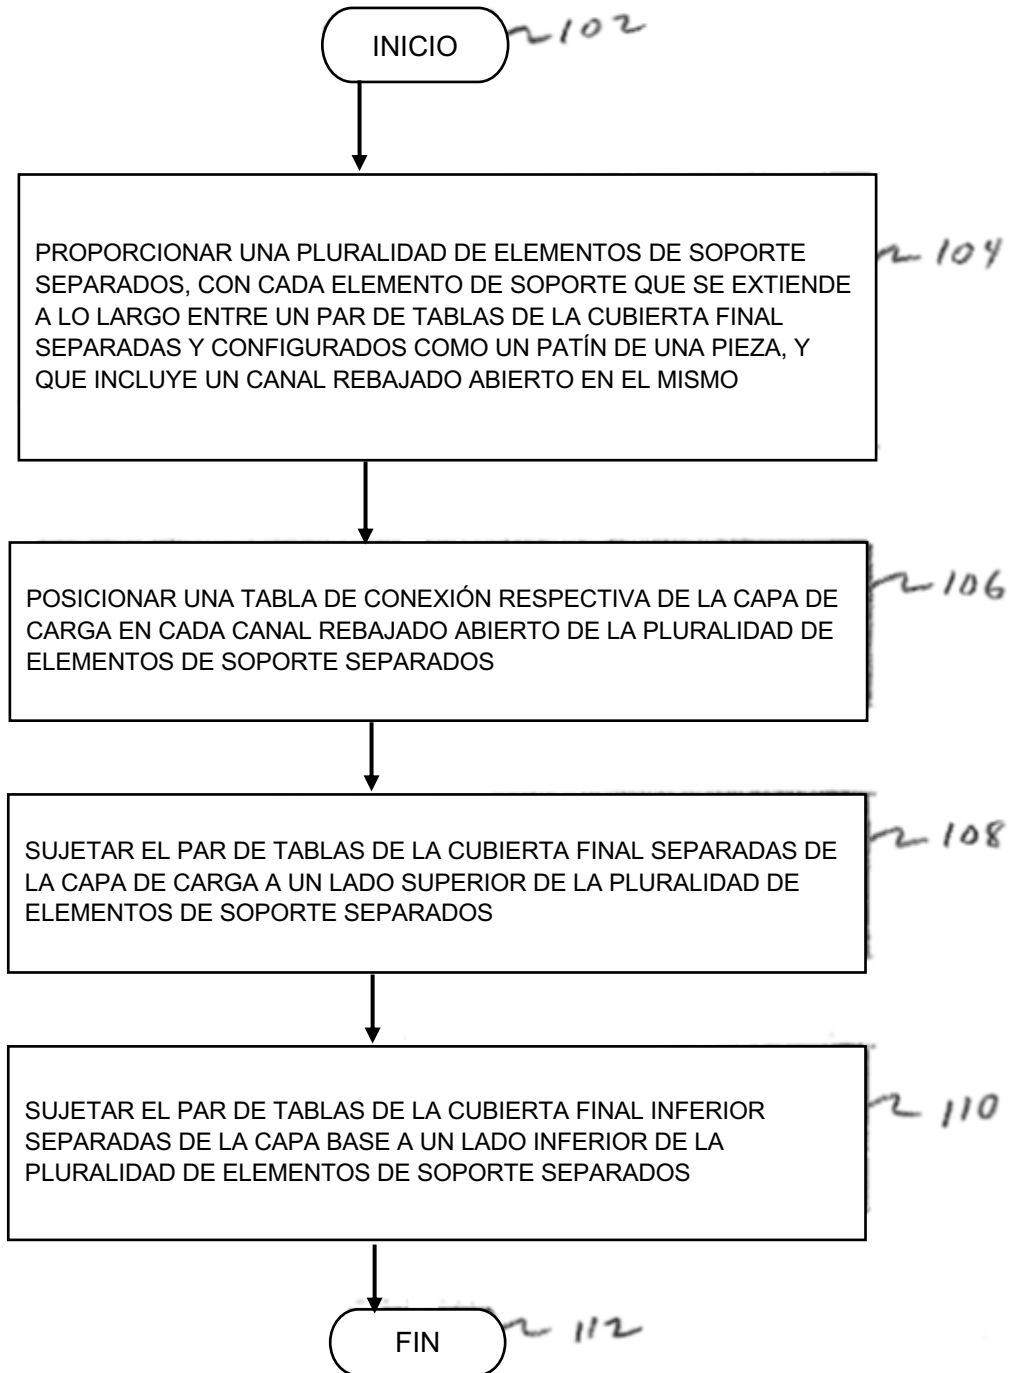 INICIO
102
PROPORCIONAR UNA PLURALIDAD DE ELEMENTOS DE SOPORTE
SEPARADOS, CON CADA ELEMENTO DE SOPORTE QUE SE EXTIENDE
A LO LARGO ENTRE UN PAR DE TABLAS DE LA CUBIERTA FINAL
SEPARADAS Y CONFIGURADOS COMO UN PATÍN DE UNA PIEZA, Y
QUE INCLUYE UN CANAL REBAJADO ABIERTO EN EL MISMO
104
POSICIONAR UNA TABLA DE CONEXIÓN RESPECTIVA DE LA CAPA DE
CARGA EN CADA CANAL REBAJADO ABIERTO DE LA PLURALIDAD DE
ELEMENTOS DE SOPORTE SEPARADOS
106
SUJETAR EL PAR DE TABLAS DE LA CUBIERTA FINAL SEPARADAS DE
LA CAPA DE CARGA A UN LADO SUPERIOR DE LA PLURALIDAD DE
ELEMENTOS DE SOPORTE SEPARADOS
108
SUJETAR EL PAR DE TABLAS DE LA CUBIERTA FINAL INFERIOR
SEPARADAS DE LA CAPA BASE A UN LADO INFERIOR DE LA
PLURALIDAD DE ELEMENTOS DE SOPORTE SEPARADOS
110
FIN
112